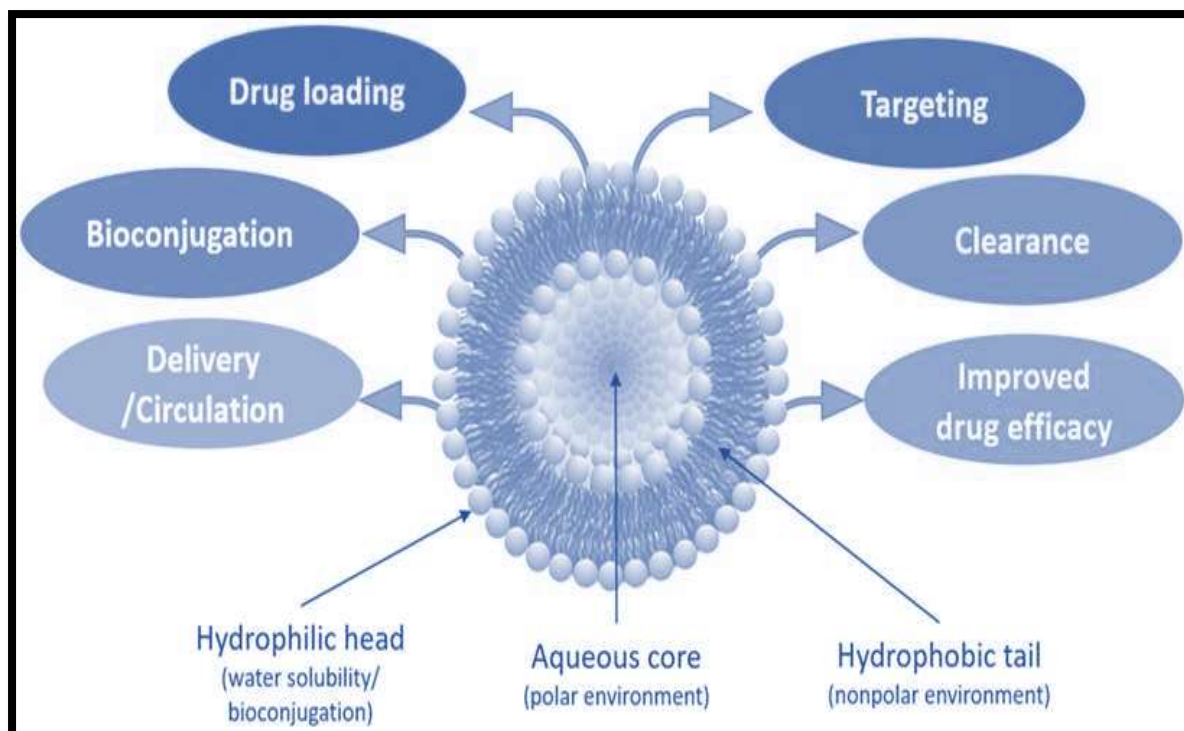 Drug loading
Targeting
Bioconjugation
Clearance
Delivery
/Circulation
Improved
drug efficacy
Hydrophilic head
(water solubility/
bioconjugation)
Aqueous core
(polar environment)
Hydrophobic tail
(nonpolar environment)